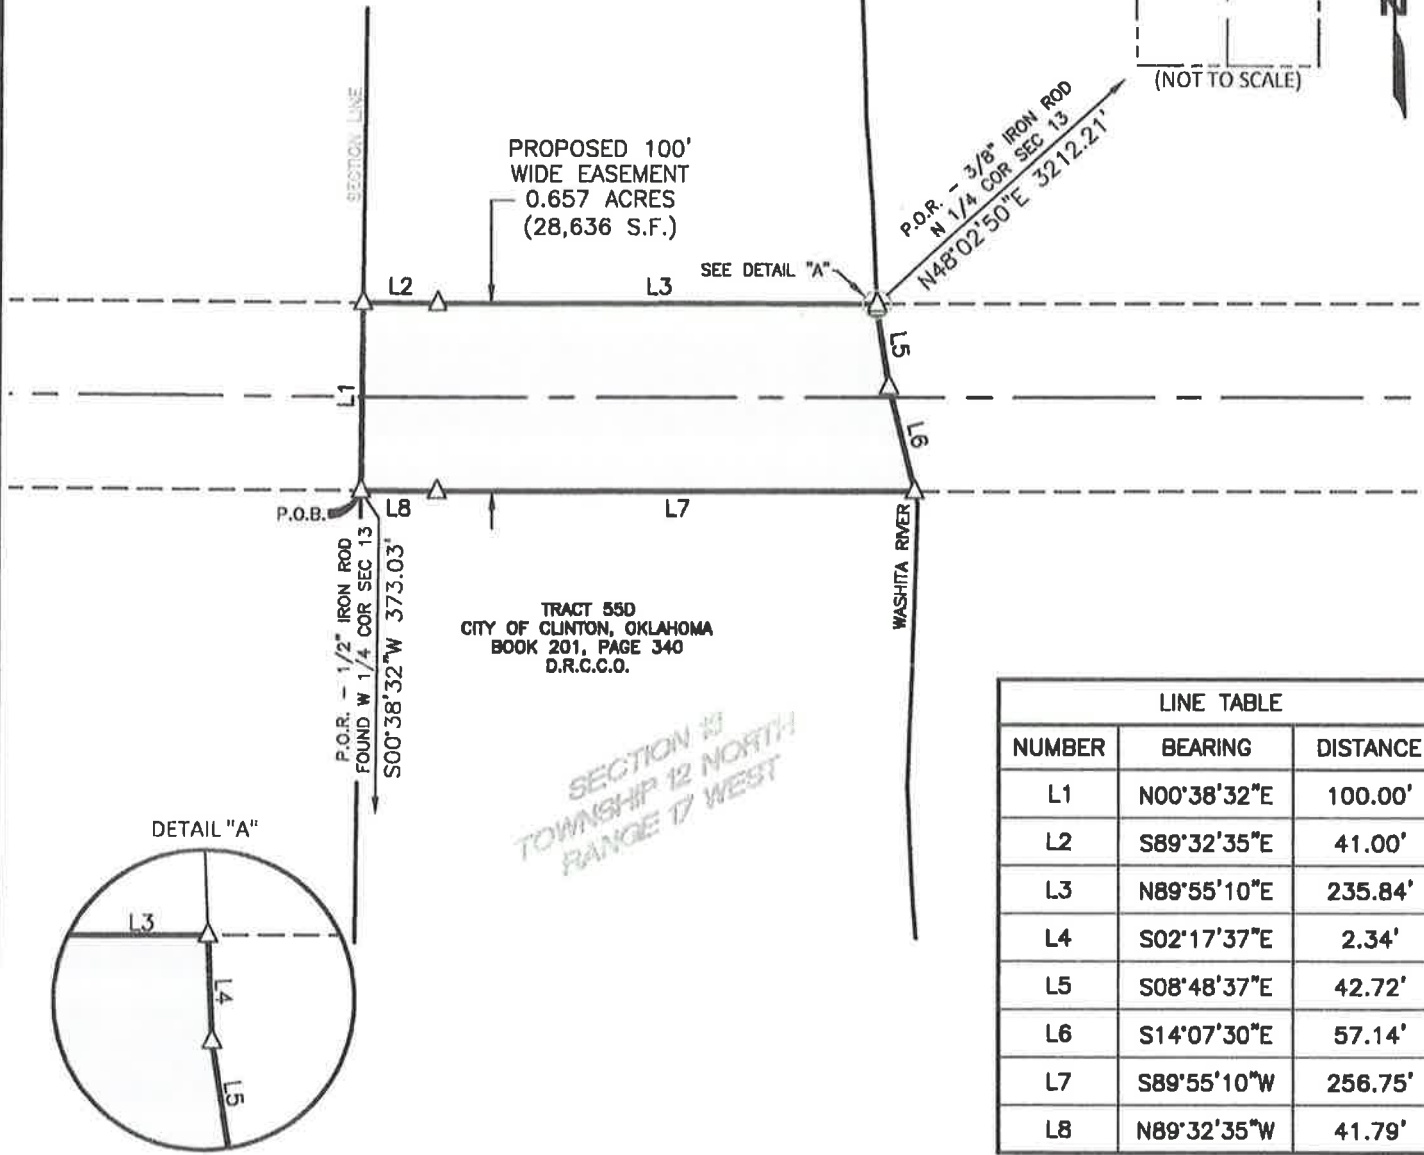 N
(NOT TO SCALE)
SECTION LINE
PROPOSED 100'
WIDE EASEMENT
0.657 ACRES
(28,636 S.F.)
P.O.R. - 3/8" IRON ROD
N 1/4 COR SEC 13
N48°02'50"E 3212.21'
SEE DETAIL "A"
L2
L3
L5
L1
L6
P.O.B.
L8
L7
P.O.R. - 1/2" IRON ROD
FOUND W 1/4 COR SEC 13
S00°38'32"W 373.03'
WASHITA RIVER
TRACT 55D
CITY OF CLINTON, OKLAHOMA
BOOK 201, PAGE 340
D.R.C.C.O.
SECTION 13
TOWNSHIP 12 NORTH
RANGE 17 WEST
DETAIL "A"
L3
L4
L5
LINE TABLE
NUMBER BEARING DISTANCE
L1 N00°38'32"E 100.00'
L2 S89°32'35"E 41.00'
L3 N89°55'10"E 235.84'
L4 S02°17'37"E 2.34'
L5 S08°48'37"E 42.72'
L6 S14°07'30"E 57.14'
L7 S89°55'10"W 256.75'
L8 N89°32'35"W 41.79'